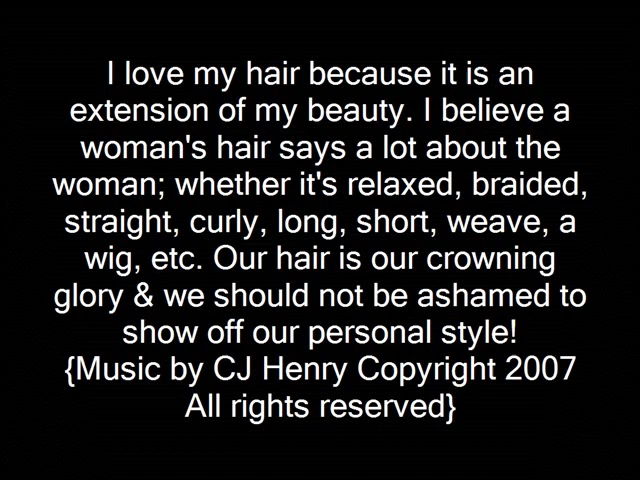 I love my hair because it is an
extension of my beauty. I believe a
woman's hair says a lot about the
woman; whether it's relaxed, braided,
straight, curly, long, short, weave, a
wig, etc. Our hair is our crowning
glory & we should not be ashamed to
show off our personal style!
{Music by CJ Henry Copyright 2007
All rights reserved}